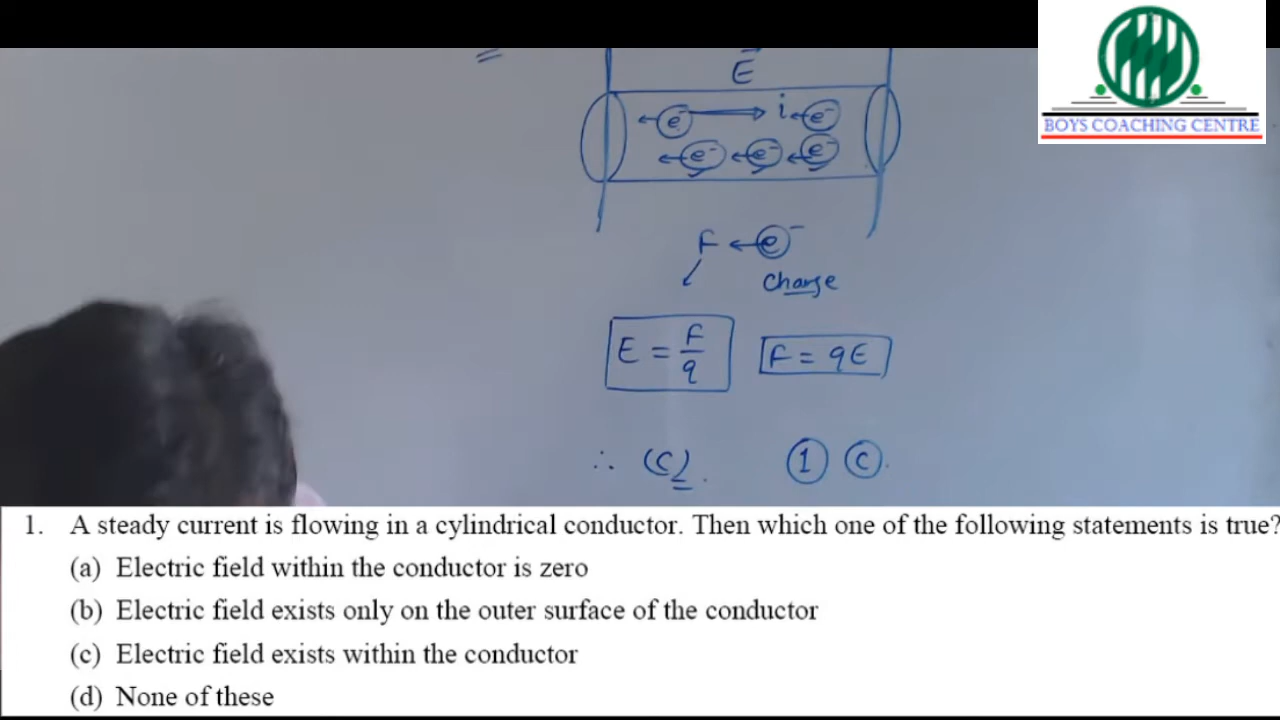 BOYS COACHING CENTRE
=
E⃗
e⁻ → i ← e⁻
← e⁻ ← e⁻ ← e⁻
F ← e⁻
Charge
E = F/q
F = qE
∴ (c).
① ⓒ.
1. A steady current is flowing in a cylindrical conductor. Then which one of the following statements is true?
(a) Electric field within the conductor is zero
(b) Electric field exists only on the outer surface of the conductor
(c) Electric field exists within the conductor
(d) None of these